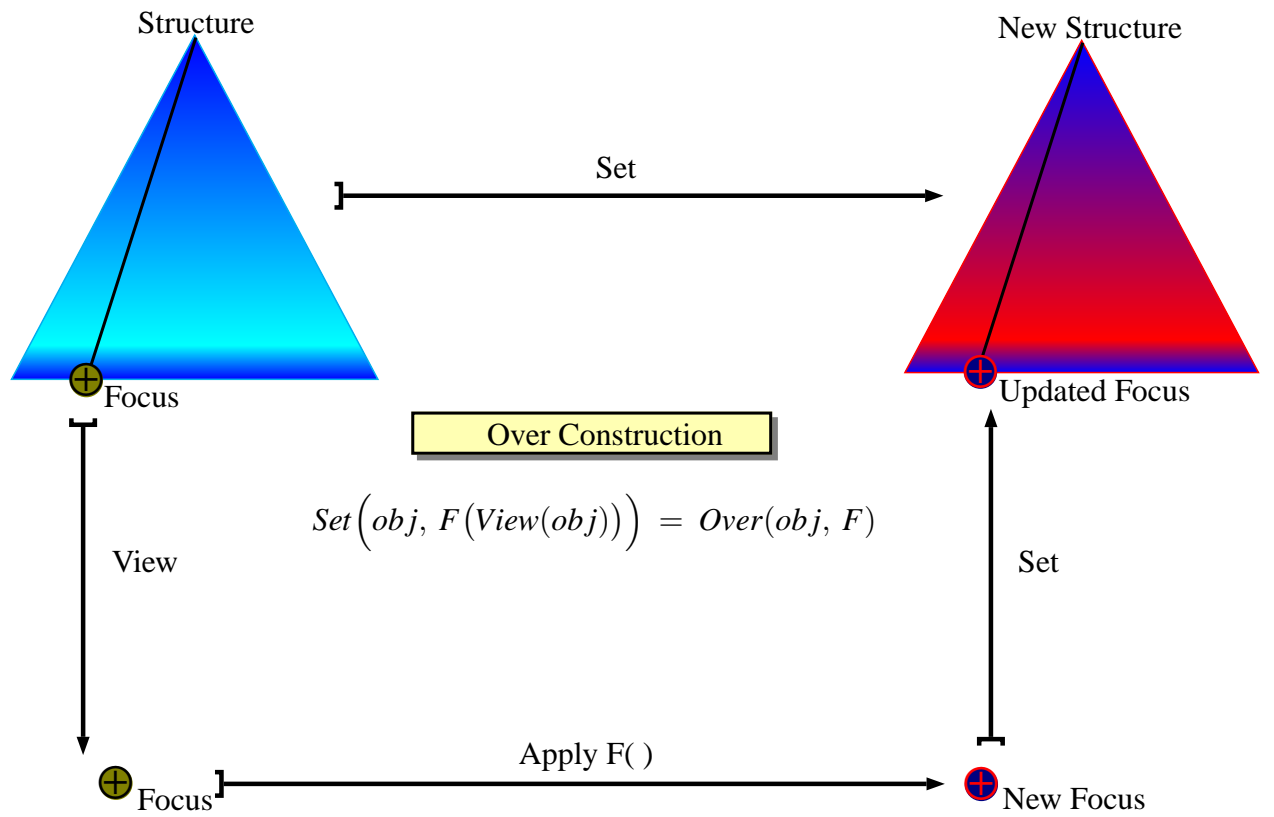 Structure
New Structure
Set
Focus
Updated Focus
Over Construction
Set(obj, F(View(obj))) = Over(obj, F)
View
Set
Apply F( )
Focus
New Focus